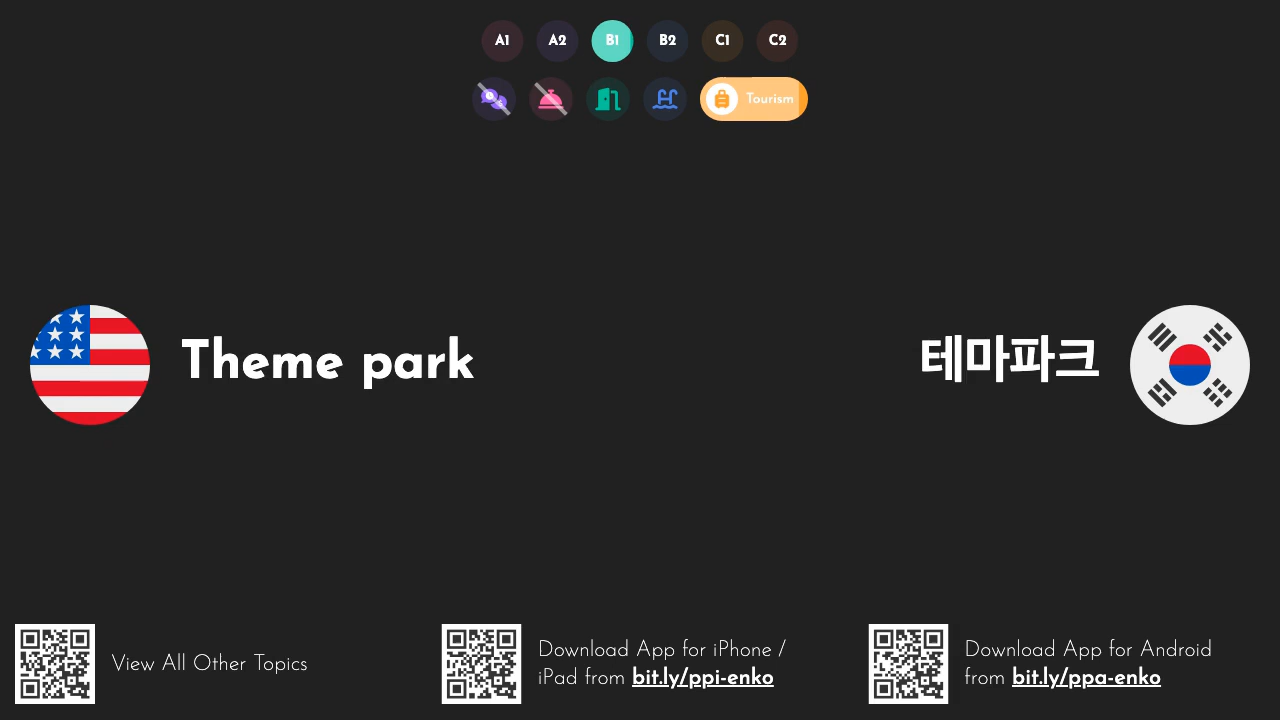 A1 A2 B1 B2 C1 C2
Tourism
Theme park
테마파크
View All Other Topics
Download App for iPhone /
iPad from bit.ly/ppi-enko
Download App for Android
from bit.ly/ppa-enko